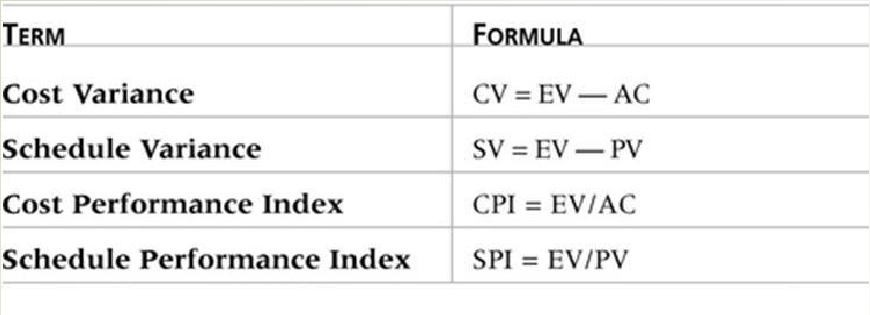 TERM FORMULA
Cost Variance CV = EV — AC
Schedule Variance SV = EV — PV
Cost Performance Index CPI = EV/AC
Schedule Performance Index SPI = EV/PV